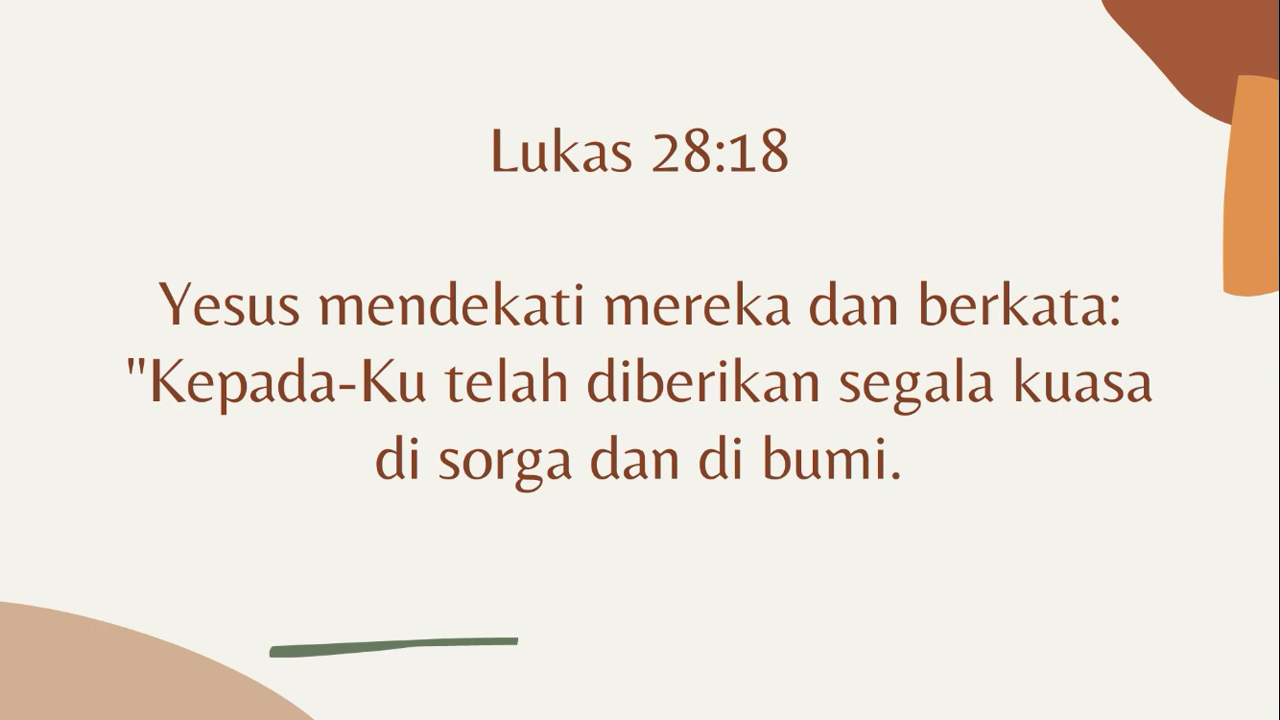 Lukas 28:18
Yesus mendekati mereka dan berkata:
"Kepada-Ku telah diberikan segala kuasa
di sorga dan di bumi.